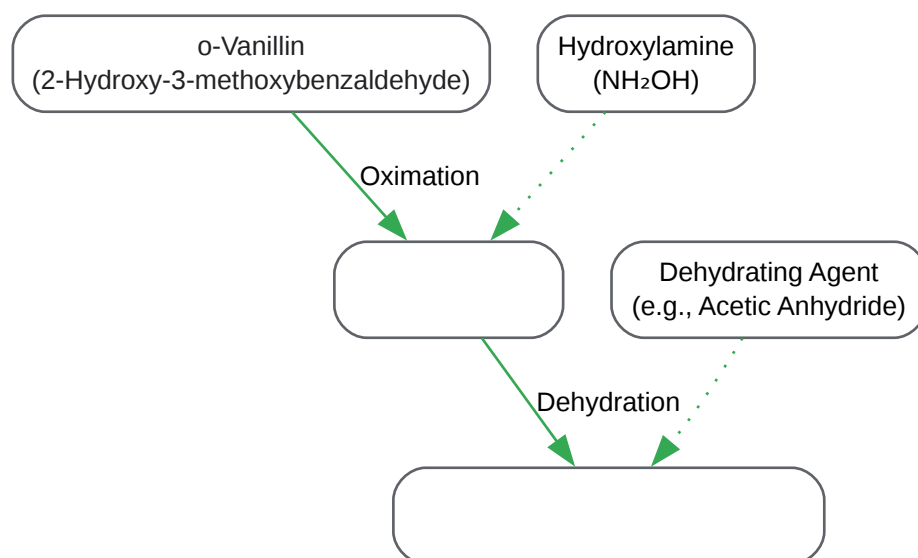 o-Vanillin
(2-Hydroxy-3-methoxybenzaldehyde)
Hydroxylamine
(NH₂OH)
Oximation
Dehydrating Agent
(e.g., Acetic Anhydride)
Dehydration